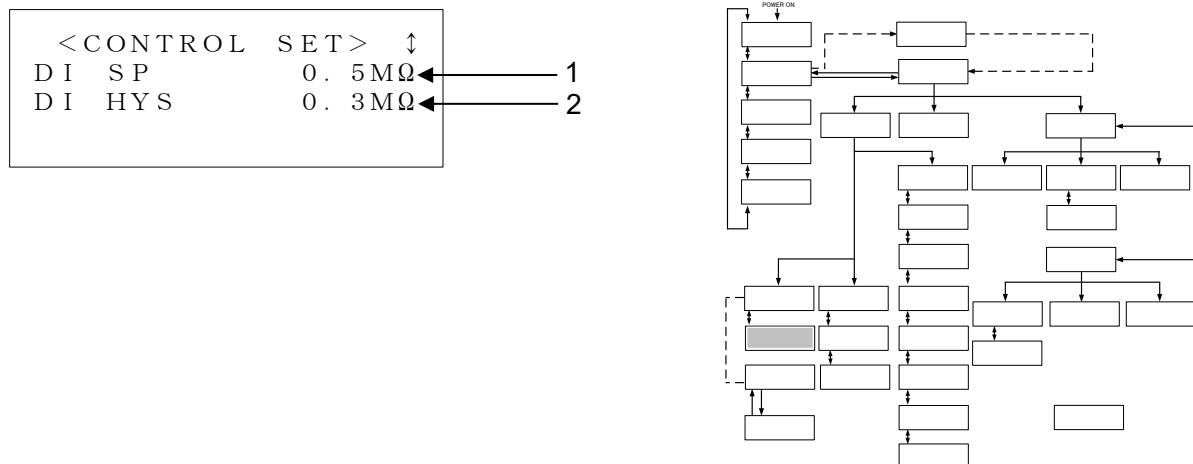 <CONTROL SET> ↕
DI SP 0.5MΩ
DI HYS 0.3MΩ
1
2
POWER ON